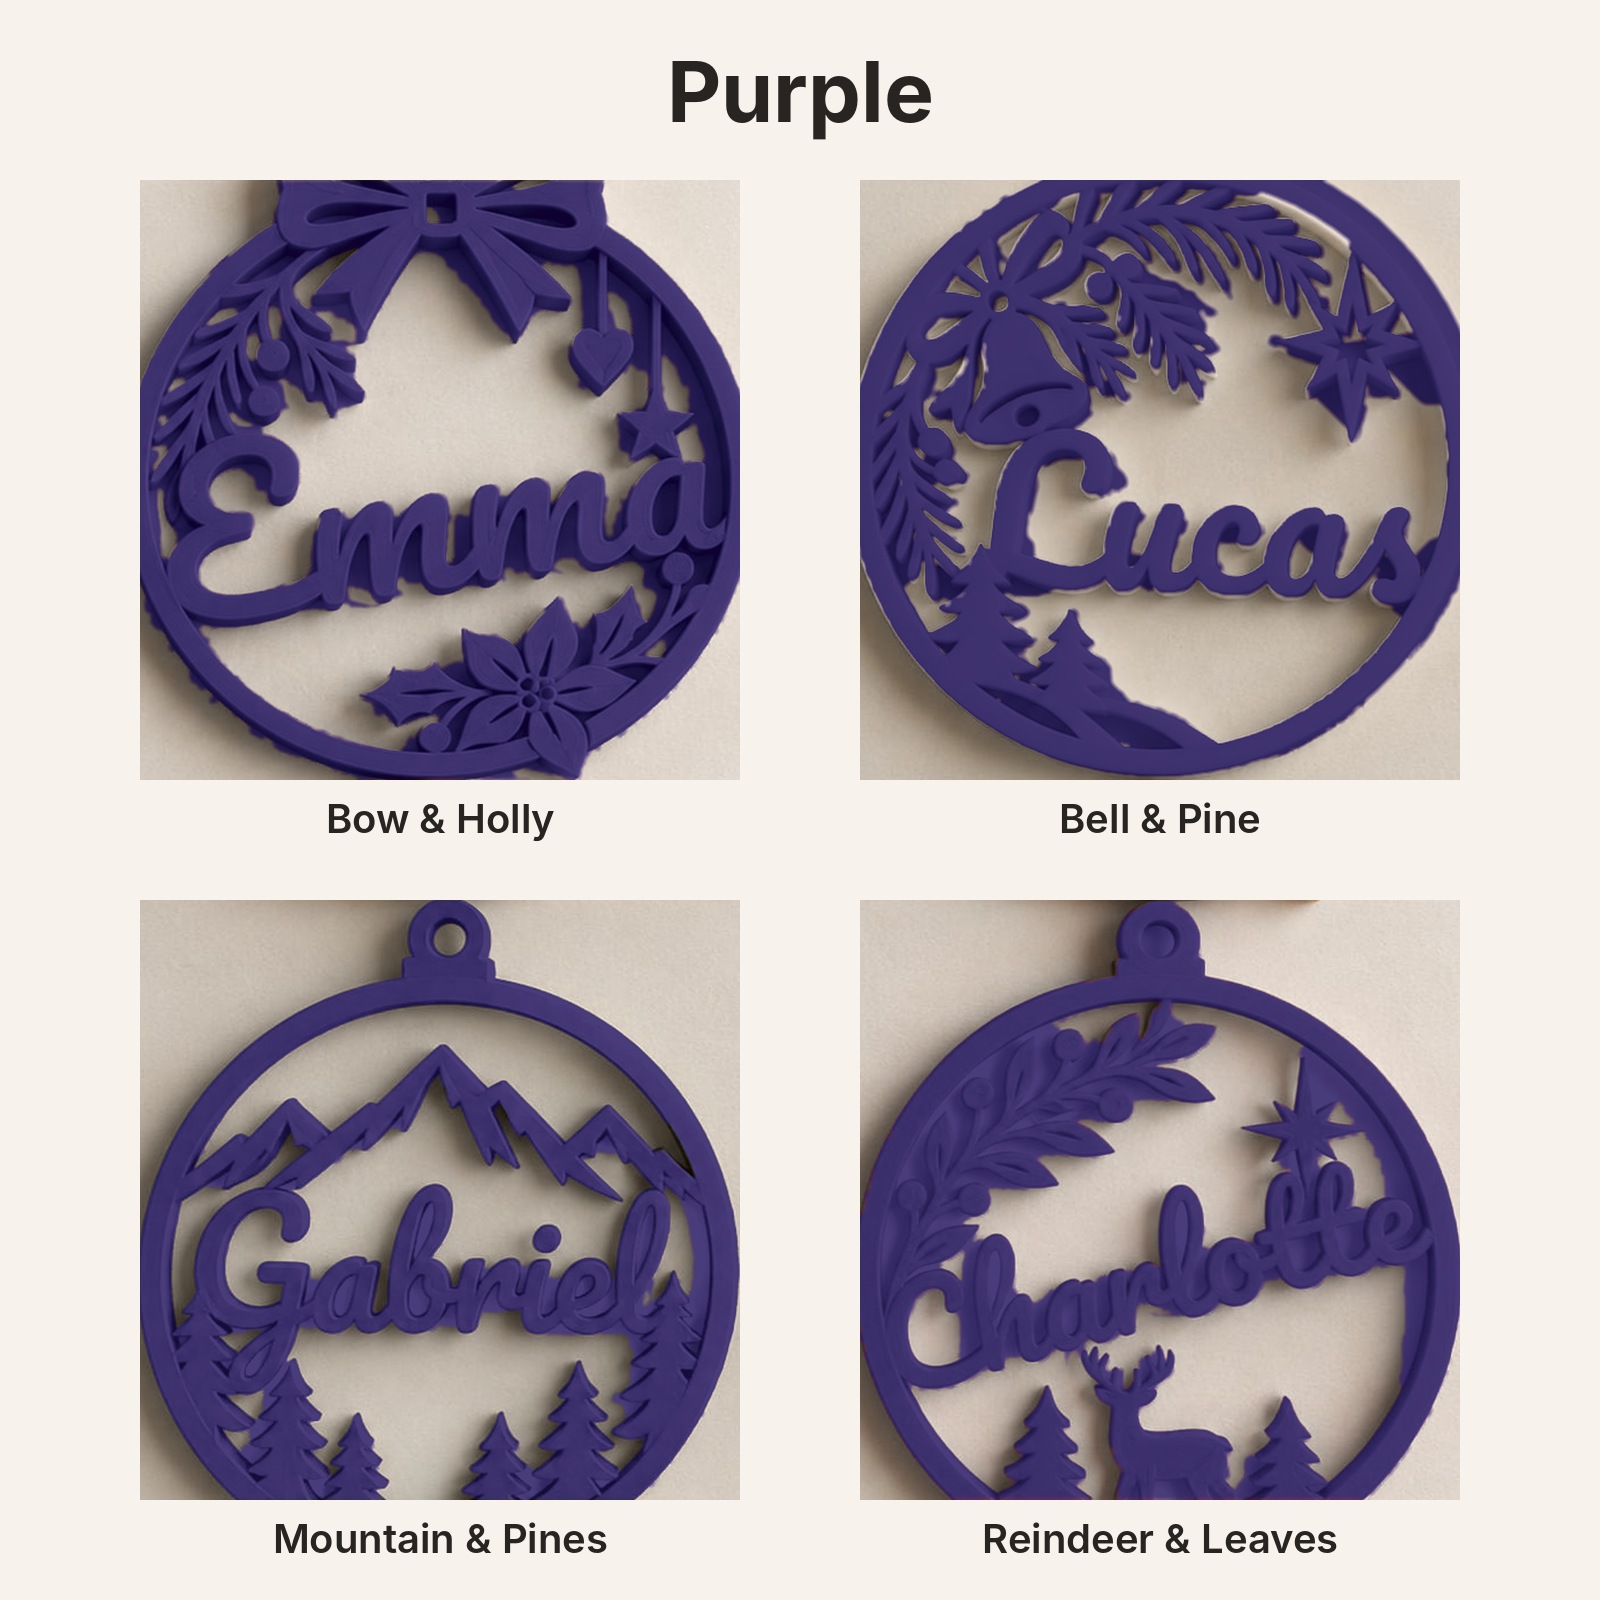 Purple
Emma
Lucas
Bow & Holly
Bell & Pine
Gabriel
Charlotte
Mountain & Pines
Reindeer & Leaves